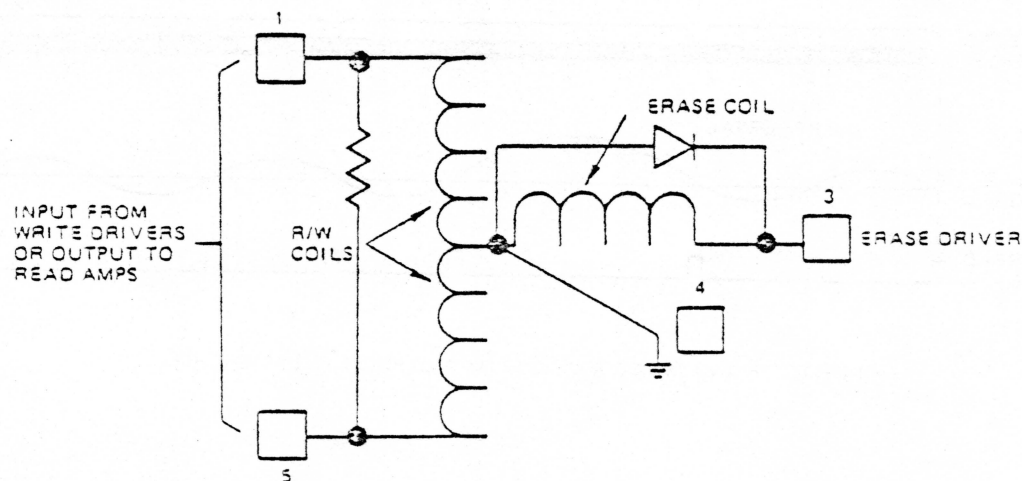 1
ERASE COIL
3
INPUT FROM
WRITE DRIVERS
OR OUTPUT TO
READ AMPS
R/W
COILS
ERASE DRIVER
4
5